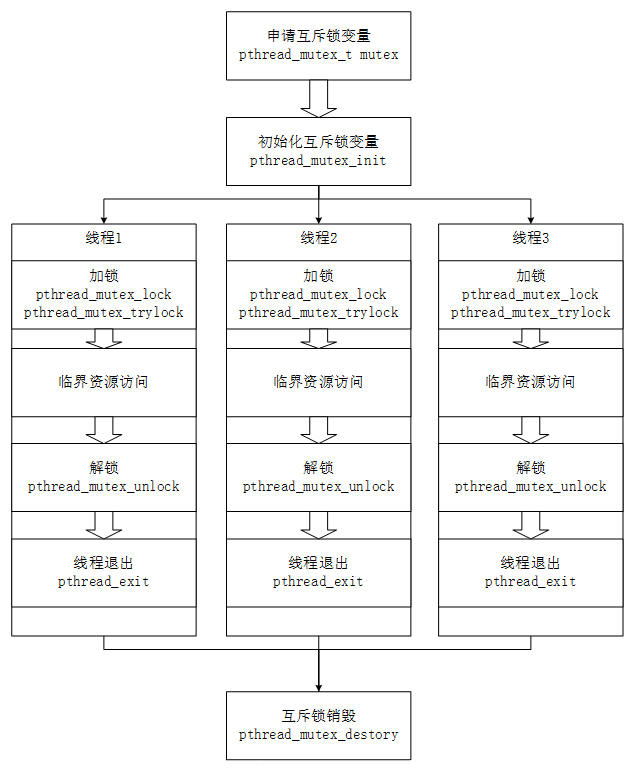 申请互斥锁变量
pthread_mutex_t mutex
初始化互斥锁变量
pthread_mutex_init
线程1
加锁
pthread_mutex_lock
pthread_mutex_trylock
临界资源访问
解锁
pthread_mutex_unlock
线程退出
pthread_exit
线程2
加锁
pthread_mutex_lock
pthread_mutex_trylock
临界资源访问
解锁
pthread_mutex_unlock
线程退出
pthread_exit
线程3
加锁
pthread_mutex_lock
pthread_mutex_trylock
临界资源访问
解锁
pthread_mutex_unlock
线程退出
pthread_exit
互斥锁销毁
pthread_mutex_destory